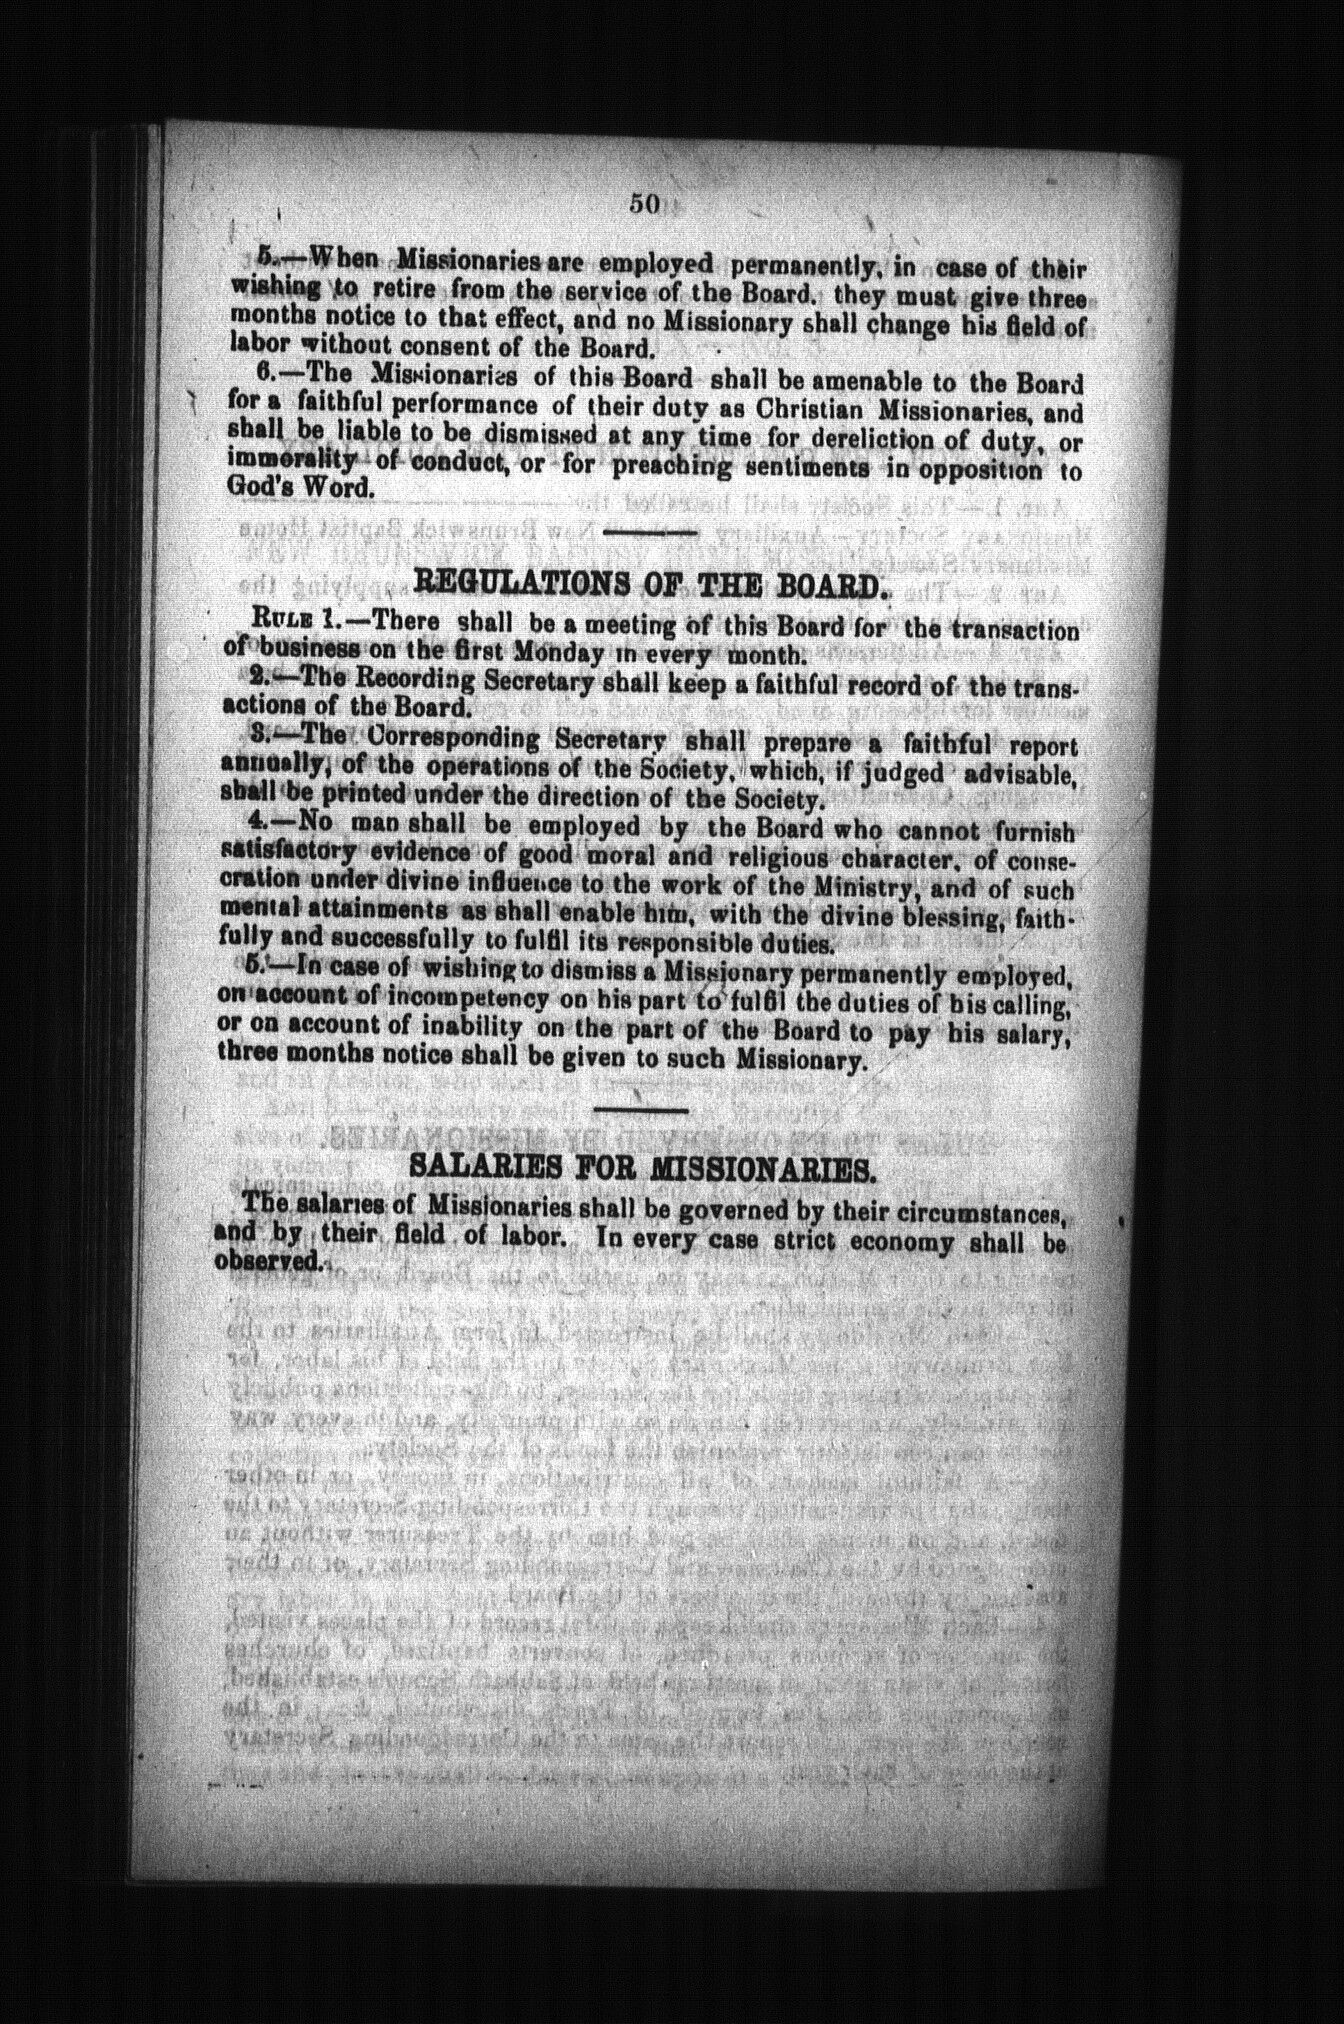 50
5.—When Missionaries are employed permanently, in case of their
wishing to retire from the service of the Board, they must give three
months notice to that effect, and no Missionary shall change his field of
labor without consent of the Board.
6.—The Missionaries of this Board shall be amenable to the Board
for a faithful performance of their duty as Christian Missionaries, and
shall be liable to be dismissed at any time for dereliction of duty, or
immorality of conduct, or for preaching sentiments in opposition to
God's Word.
REGULATIONS OF THE BOARD.
RULE 1.—There shall be a meeting of this Board for the transaction
of business on the first Monday in every month.
2.—The Recording Secretary shall keep a faithful record of the trans-
actions of the Board.
3.—The Corresponding Secretary shall prepare a faithful report
annually, of the operations of the Society, which, if judged advisable,
shall be printed under the direction of the Society.
4.—No man shall be employed by the Board who cannot furnish
satisfactory evidence of good moral and religious character, of conse-
cration under divine influence to the work of the Ministry, and of such
mental attainments as shall enable him, with the divine blessing, faith-
fully and successfully to fulfil its responsible duties.
5.—In case of wishing to dismiss a Missionary permanently employed,
on account of incompetency on his part to fulfil the duties of his calling,
or on account of inability on the part of the Board to pay his salary,
three months notice shall be given to such Missionary.
SALARIES FOR MISSIONARIES.
The salaries of Missionaries shall be governed by their circumstances,
and by their field of labor. In every case strict economy shall be
observed.